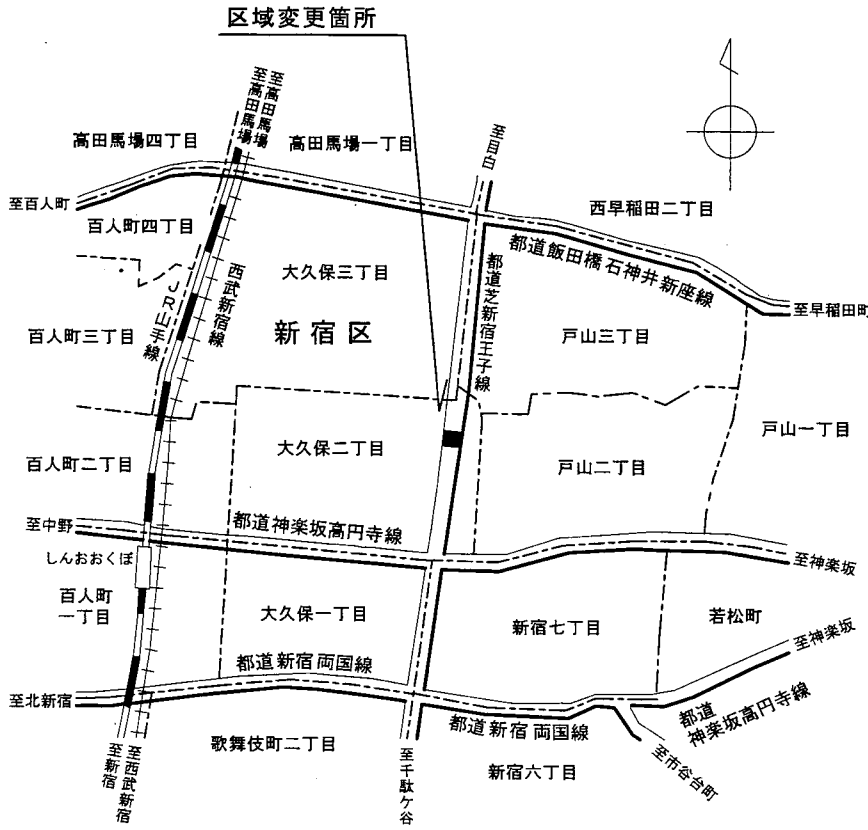 区域変更箇所
至高田馬場
至高田馬場
高田馬場四丁目
高田馬場一丁目
至目白
至百人町
西早稲田二丁目
百人町四丁目
大久保三丁目
都道飯田橋石神井新座線
西武新宿線
JR山手線
都道芝新宿王子線
至早稲田町
百人町三丁目
新宿区
戸山三丁目
大久保二丁目
戸山一丁目
百人町二丁目
戸山二丁目
至中野
都道神楽坂高円寺線
しんおおくぼ
至神楽坂
百人町
一丁目
大久保一丁目
新宿七丁目
若松町
至神楽坂
都道新宿両国線
至北新宿
都道新宿両国線
都道
神楽坂高円寺線
歌舞伎町二丁目
至新宿
至西武新宿
至千駄ケ谷
新宿六丁目
至市谷台町